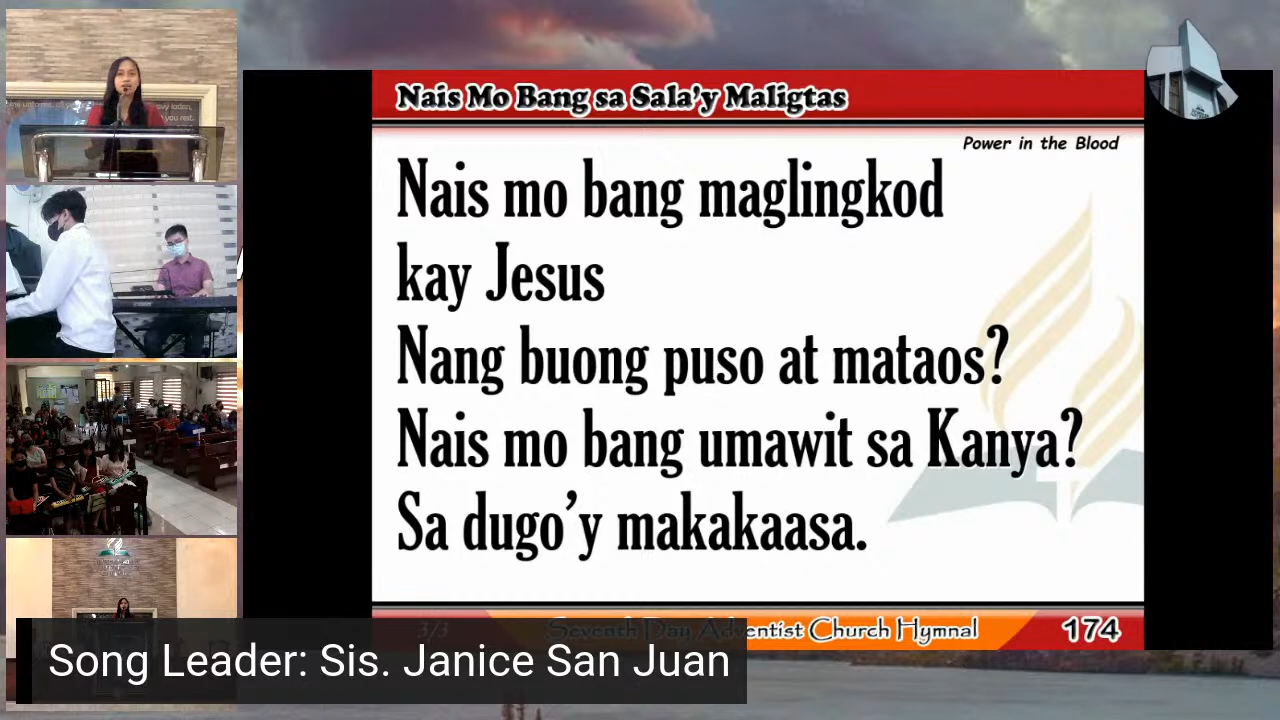 Nais Mo Bang sa Sala'y Maligtas
Power in the Blood
Nais mo bang maglingkod
kay Jesus
Nang buong puso at mataos?
Nais mo bang umawit sa Kanya?
Sa dugo'y makakaasa.
3/3
Seventh Day Adventist Church Hymnal
174
Song Leader: Sis. Janice San Juan